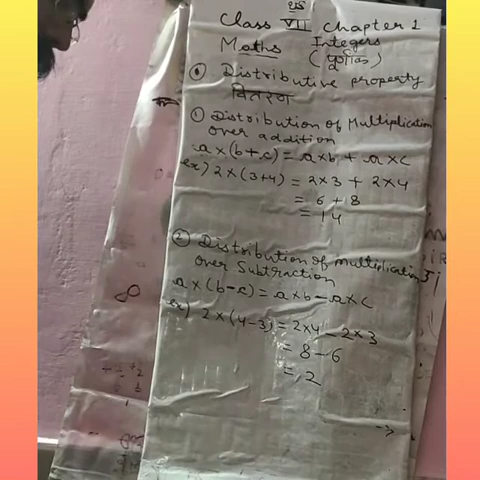 Class VII Chapter 1
Maths Integers
(पूर्णांक)
Distributive property
वितरण
① Distribution of Multiplication
over addition
a×(b+c) = a×b + a×c
ex) 2×(3+4) = 2×3 + 2×4
= 6 + 8
= 14
② Distribution of multiplication
over Subtraction
a×(b-c) = a×b - a×c
ex) 2×(4-3) = 2×4 - 2×3
= 8 - 6
= 2